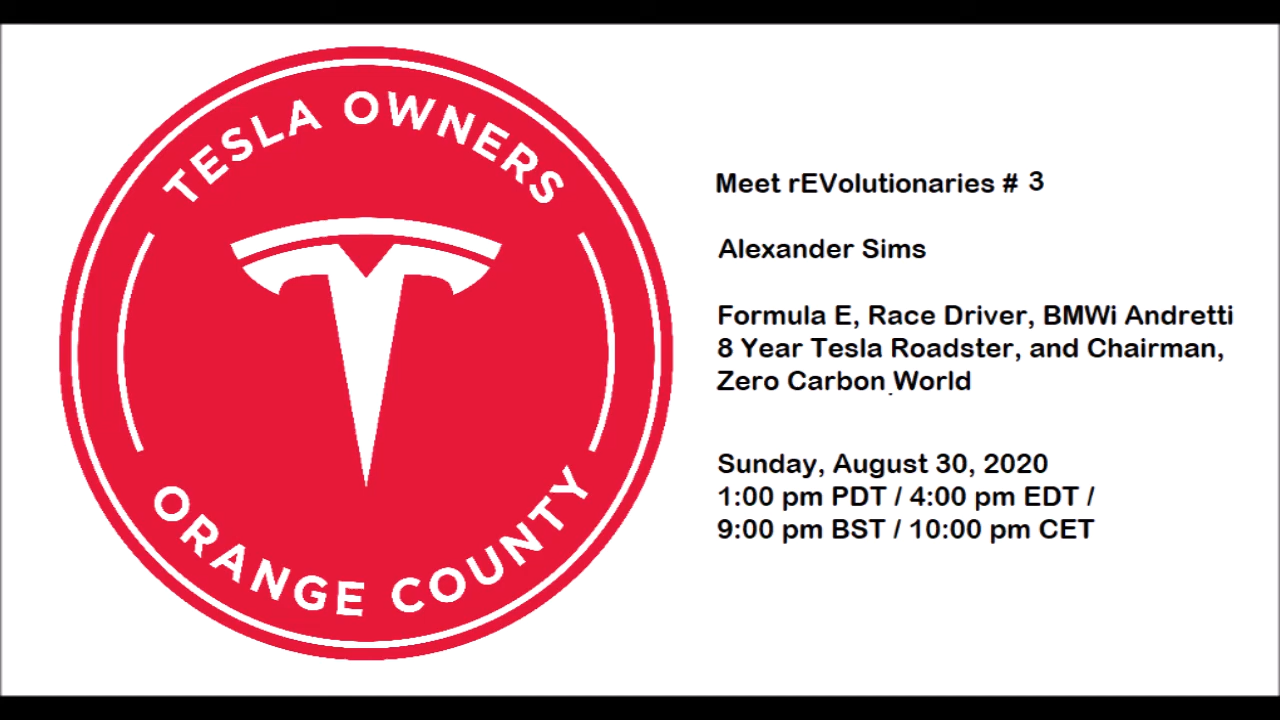 TESLA OWNERS
ORANGE COUNTY
Meet rEVolutionaries # 3
Alexander Sims
Formula E, Race Driver, BMWi Andretti
8 Year Tesla Roadster, and Chairman,
Zero Carbon World
Sunday, August 30, 2020
1:00 pm PDT / 4:00 pm EDT /
9:00 pm BST / 10:00 pm CET